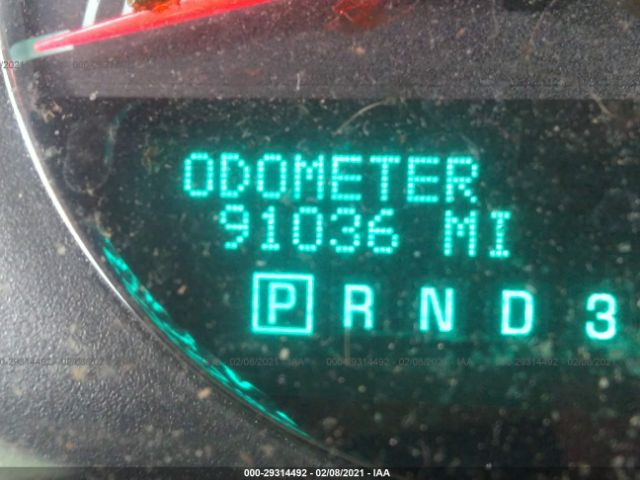 ODOMETER
91036 MI
P R N D 3
000-29314492 - 02/08/2021 - IAA